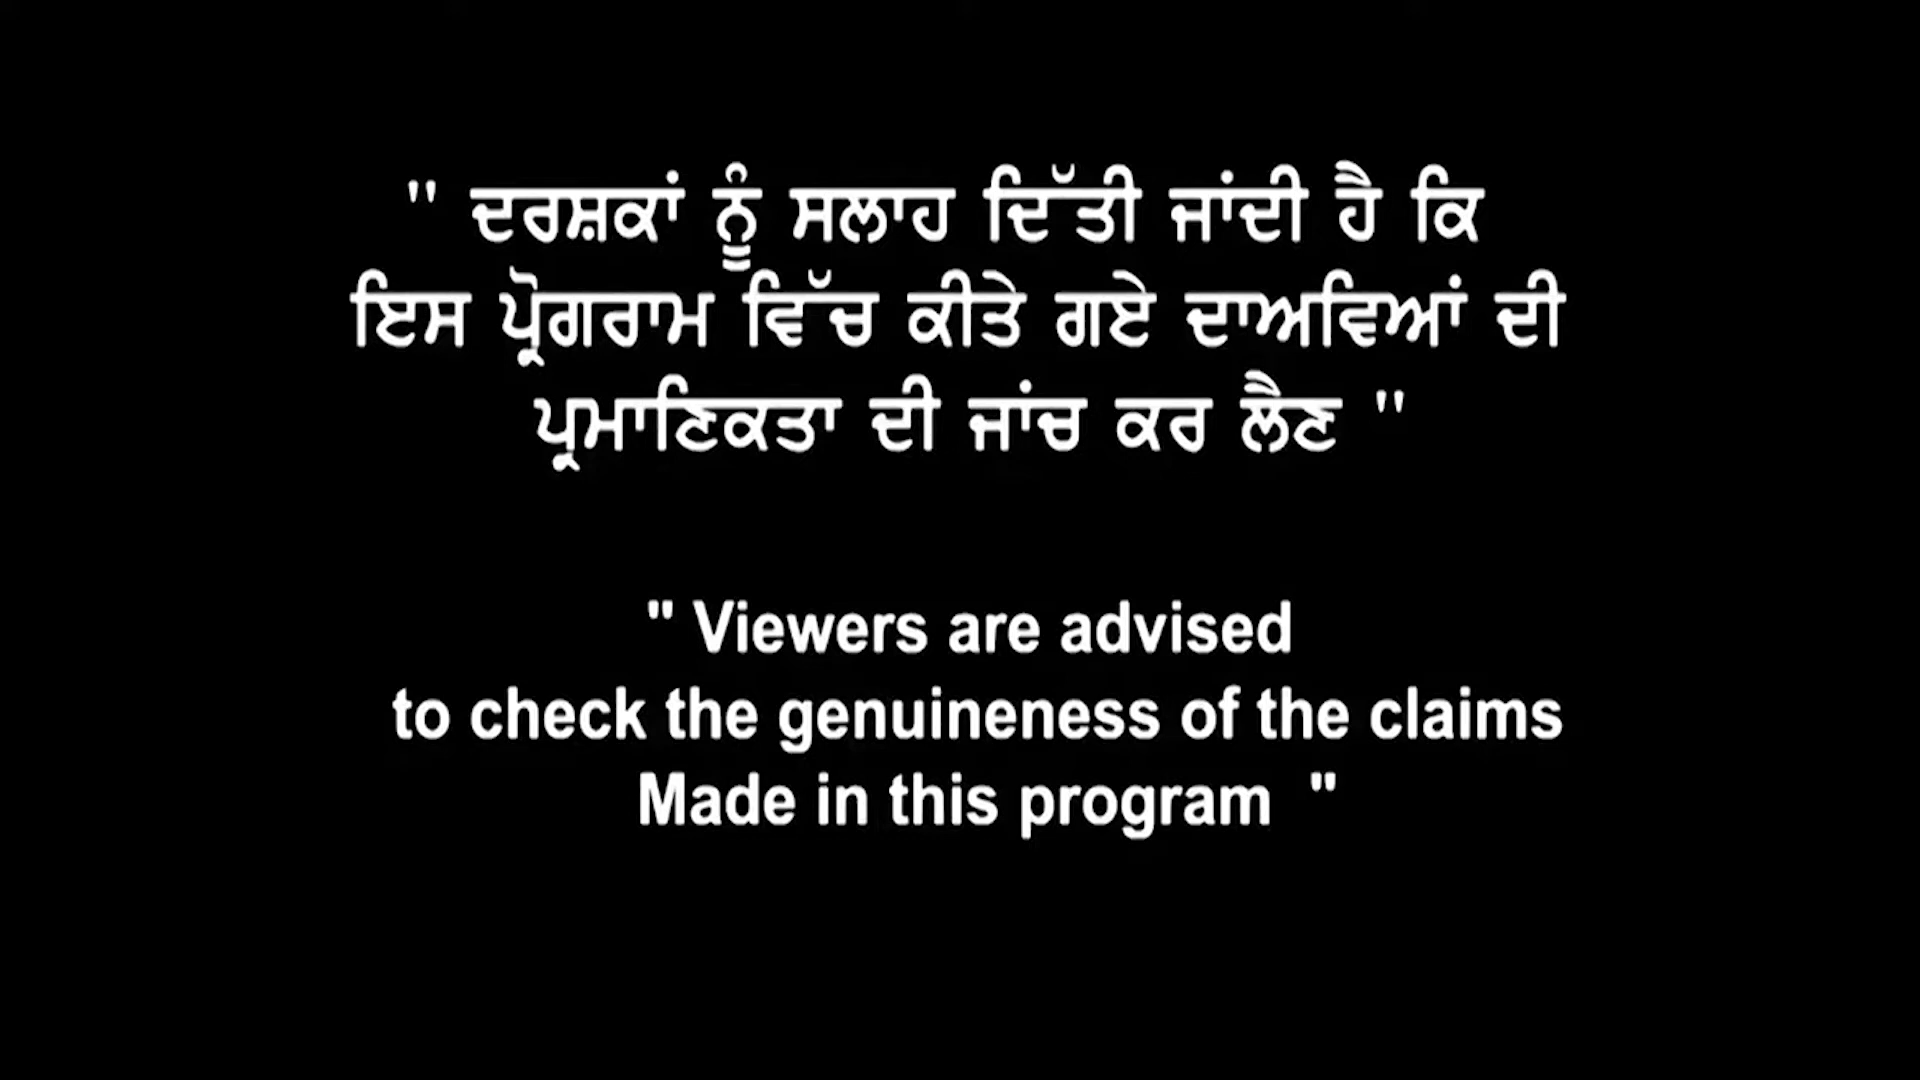 " ਦਰਸ਼ਕਾਂ ਨੂੰ ਸਲਾਹ ਦਿੱਤੀ ਜਾਂਦੀ ਹੈ ਕਿ
ਇਸ ਪ੍ਰੋਗਰਾਮ ਵਿੱਚ ਕੀਤੇ ਗਏ ਦਾਅਵਿਆਂ ਦੀ
ਪ੍ਰਮਾਣਿਕਤਾ ਦੀ ਜਾਂਚ ਕਰ ਲੈਣ "
" Viewers are advised
to check the genuineness of the claims
Made in this program "